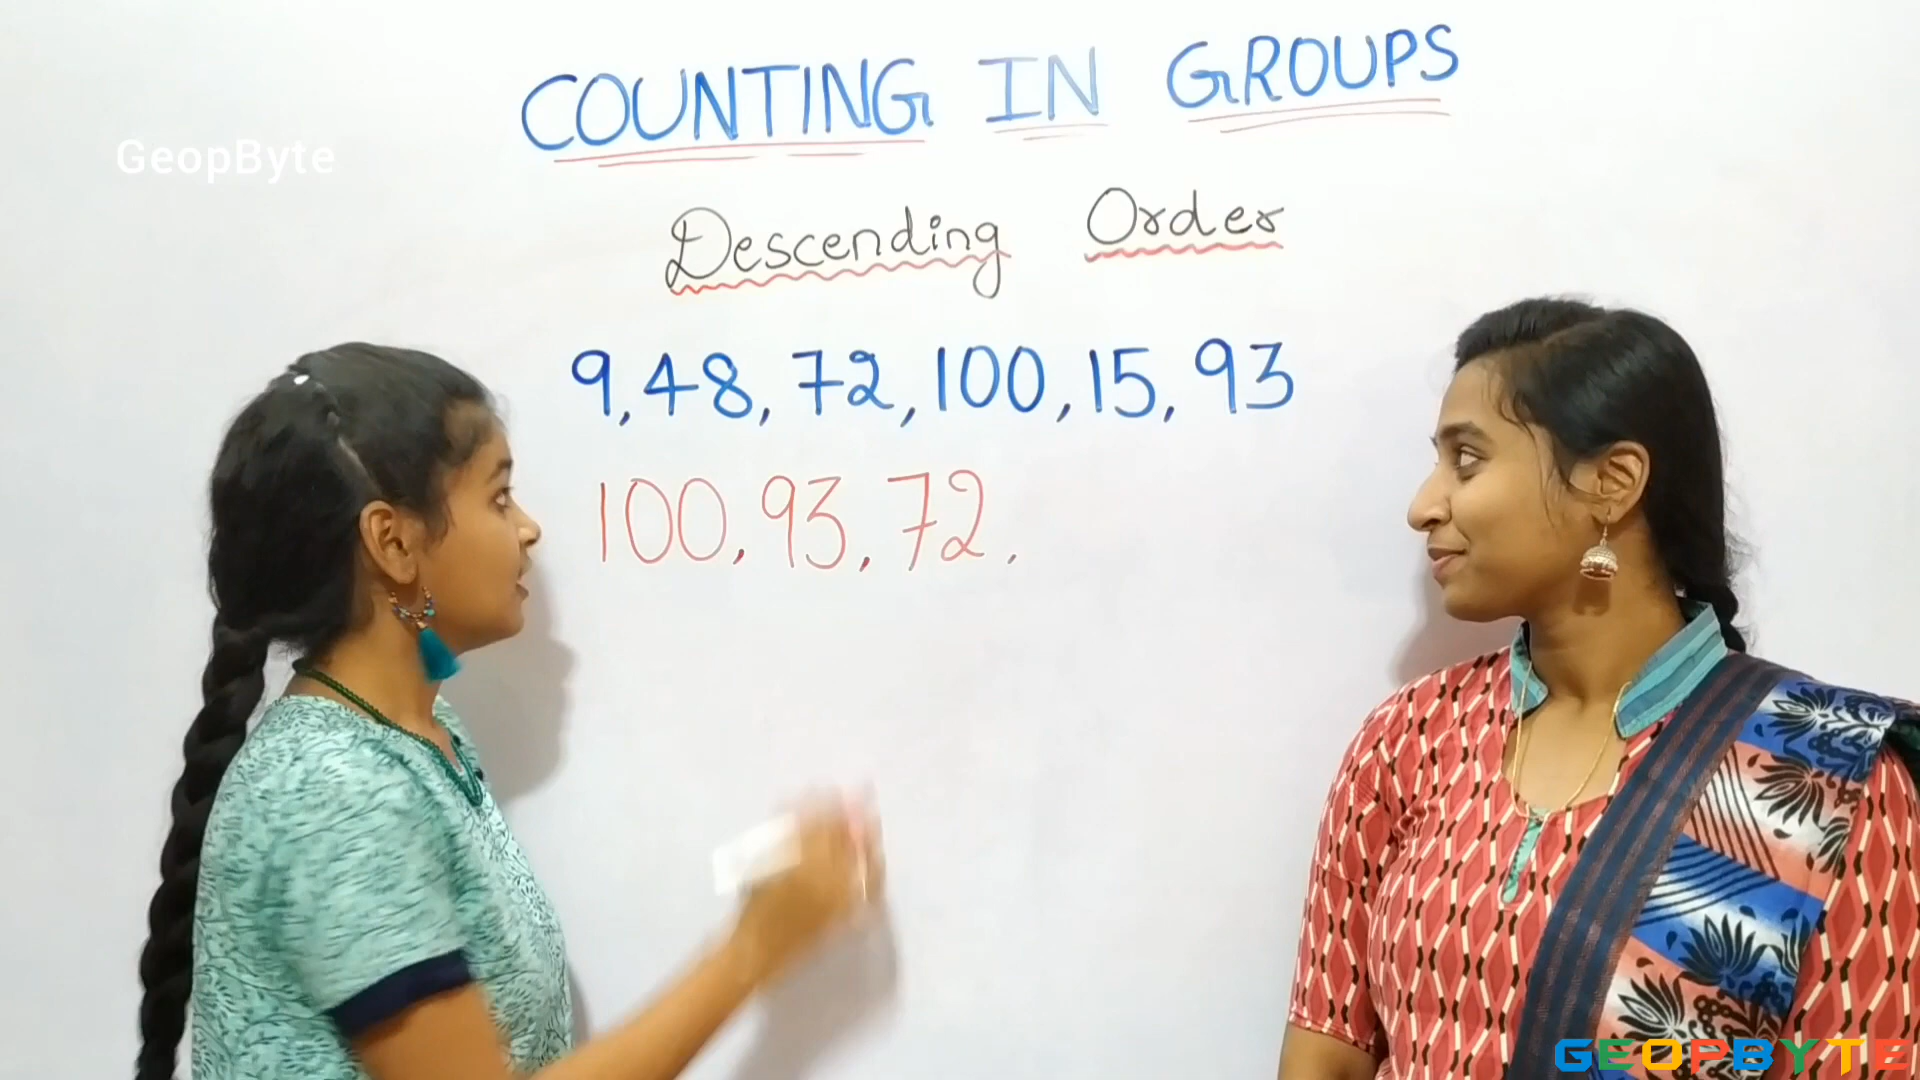 COUNTING IN GROUPS
GeopByte
Descending Order
9, 48, 72, 100, 15, 93
100, 93, 72,
GEOPBYTE